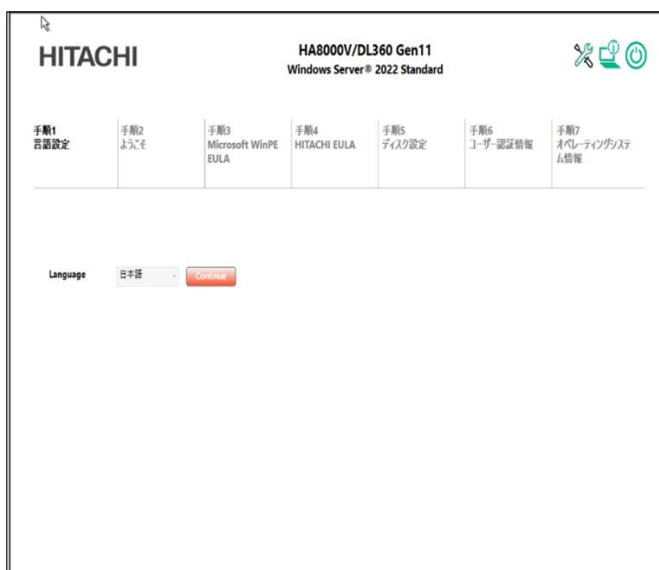 HITACHI
HA8000V/DL360 Gen11
Windows Server® 2022 Standard
手順1
言語設定
手順2
ようこそ
手順3
Microsoft WinPE
EULA
手順4
HITACHI EULA
手順5
ディスク設定
手順6
ユーザー認証情報
手順7
オペレーティングシステ
ム情報
Language
日本語
Continue